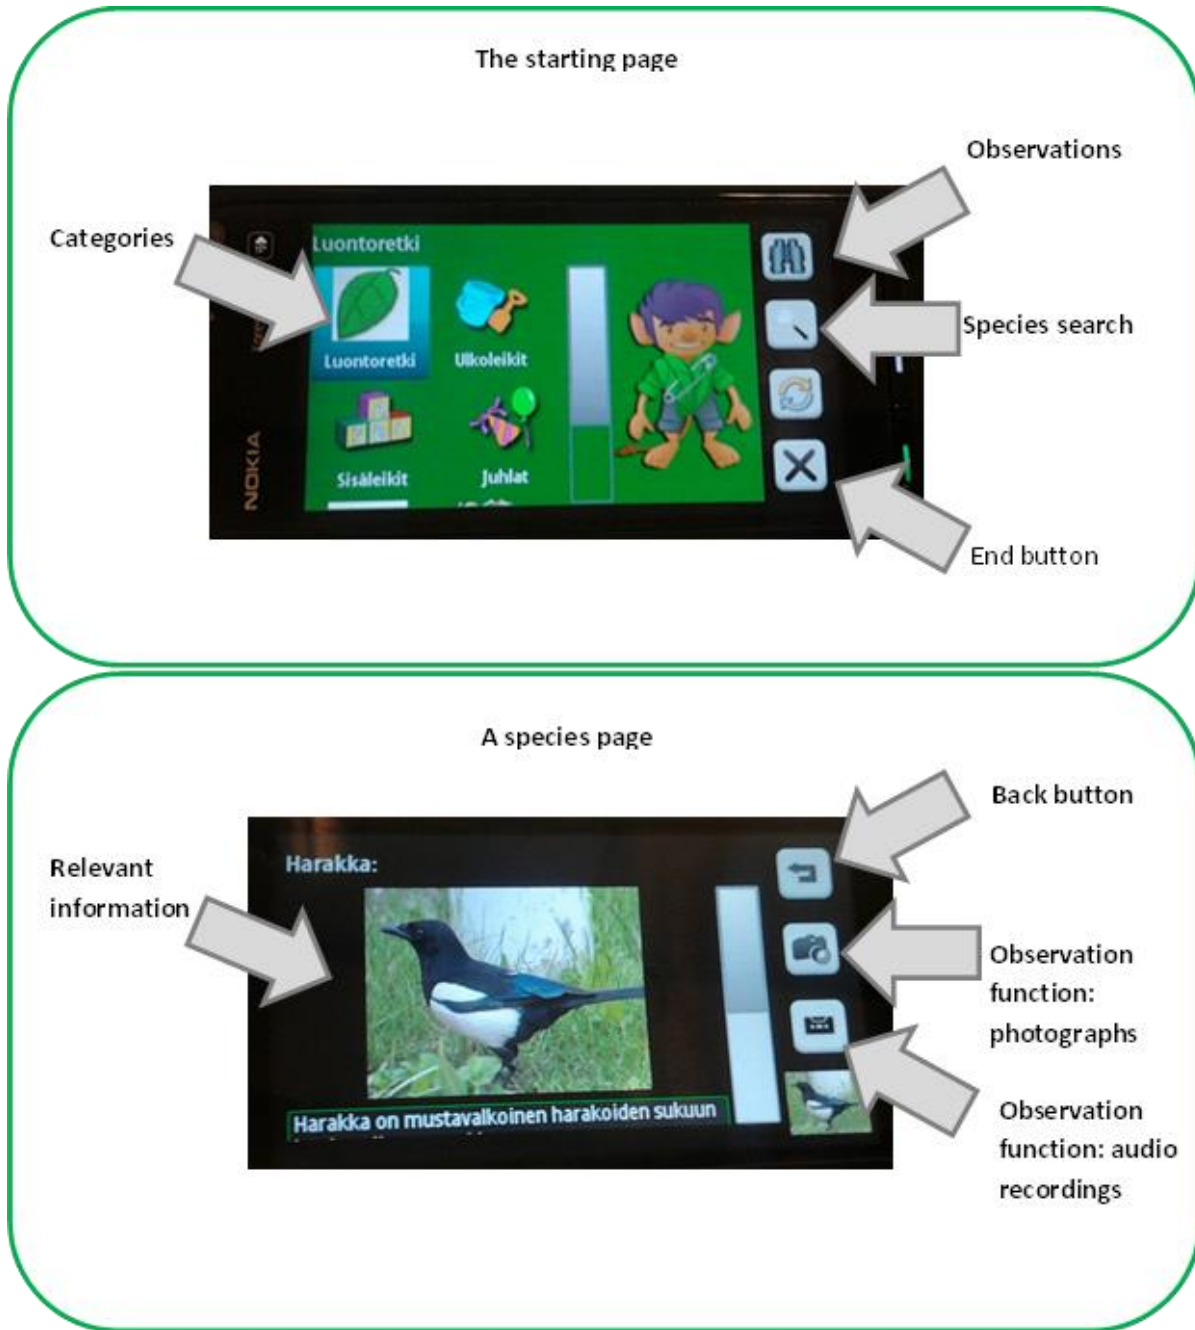 The starting page
Observations
Categories
Luontoretki
Species search
Luontoretki
Ulkoleikit
Sisäleikit
Juhlat
NOKIA
End button
A species page
Back button
Relevant
information
Harakka:
Observation
function:
photographs
Harakka on mustavalkoinen harakoiden sukuun
Observation
function: audio
recordings